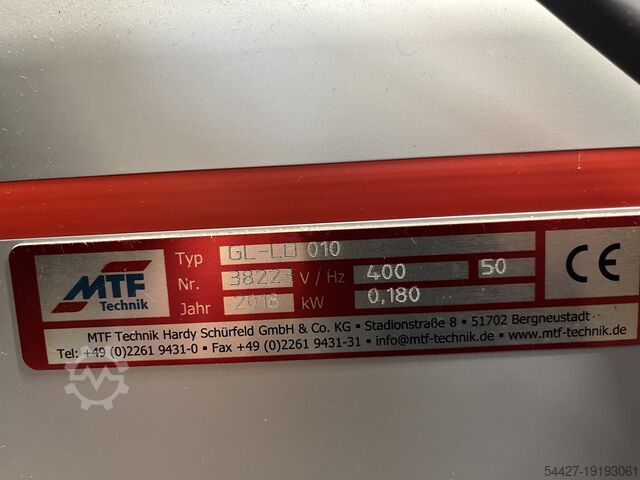 MTF
Technik
Typ GL-LD 010
Nr. 38223 V / Hz 400 50
Jahr 2018 kW 0,180
CE
MTF Technik Hardy Schürfeld GmbH & Co. KG ▪ Stadionstraße 8 ▪ 51702 Bergneustadt
Tel: +49 (0)2261 9431-0 ▪ Fax +49 (0)2261 9431-31 ▪ info@mtf-technik.de ▪ www.mtf-technik.de
54427-19193061